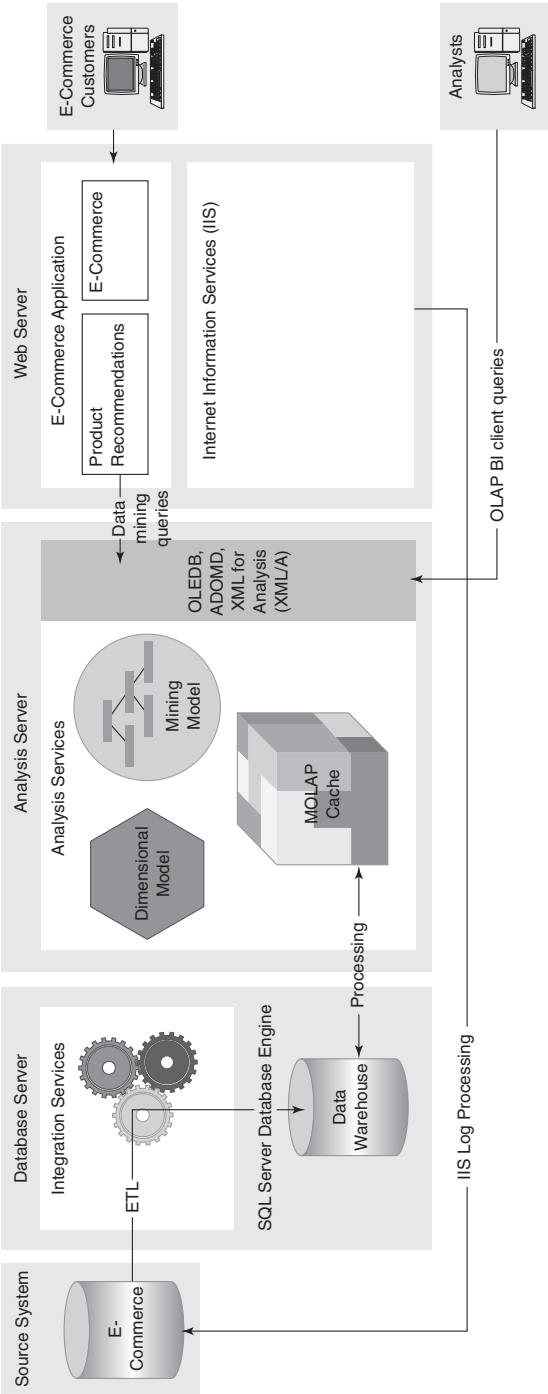 Source System
E-
Commerce
Database Server
Integration Services
ETL
SQL Server Database Engine
Data
Warehouse
Processing
Analysis Server
Analysis Services
Dimensional
Model
Mining
Model
MOLAP
Cache
OLEDB,
ADOMD,
XML for
Analysis
(XML/A)
Data
mining
queries
Web Server
E-Commerce Application
Product
Recommendations
E-Commerce
Internet Information Services (IIS)
E-Commerce
Customers
Analysts
OLAP BI client queries
IIS Log Processing